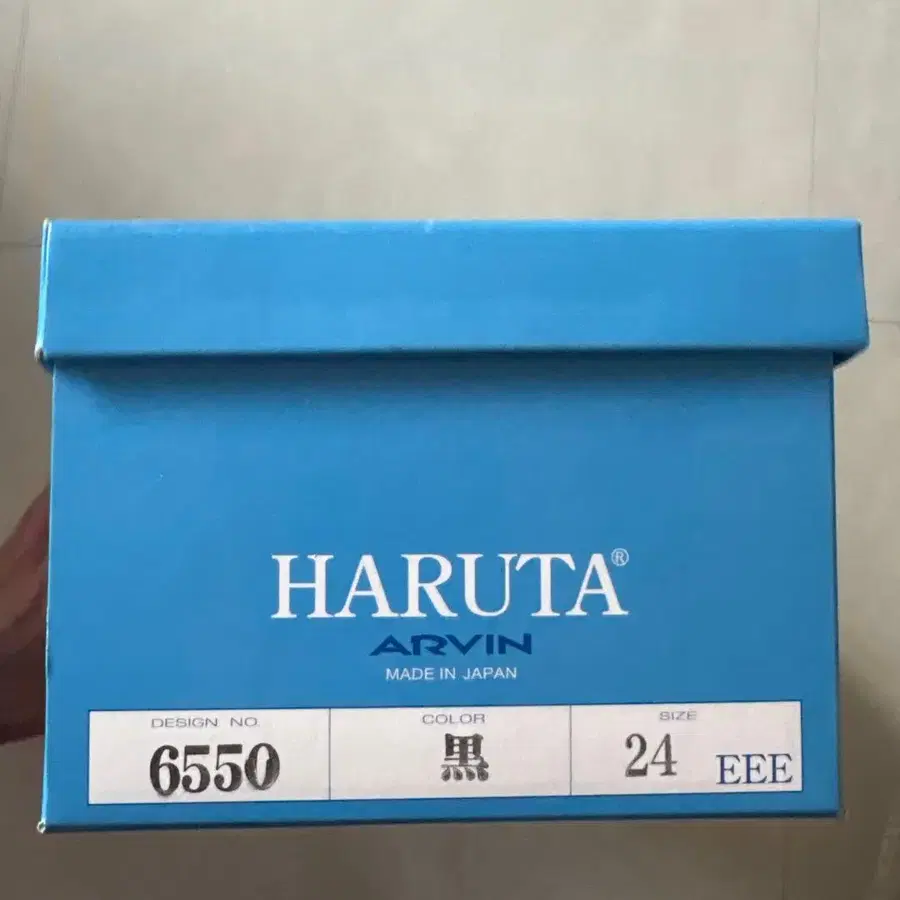 HARUTA®
ARVIN
MADE IN JAPAN
DESIGN NO. COLOR SIZE
6550 黒 24 EEE